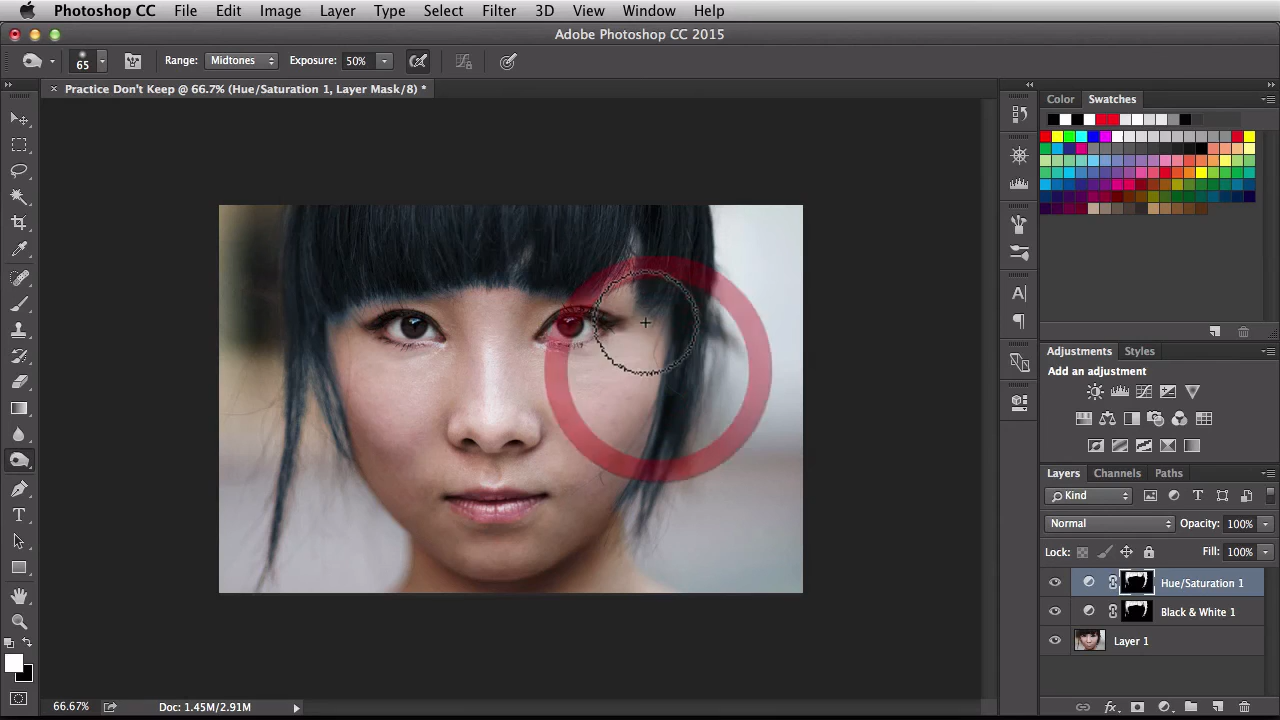 Photoshop CC File Edit Image Layer Type Select Filter 3D View Window Help
Adobe Photoshop CC 2015
65 Range: Midtones Exposure: 50%
× Practice Don't Keep @ 66.7% (Hue/Saturation 1, Layer Mask/8) *
Color Swatches
Adjustments Styles
Add an adjustment
Layers Channels Paths
Kind
Normal Opacity: 100%
Lock: Fill: 100%
Hue/Saturation 1
Black & White 1
Layer 1
66.67% Doc: 1.45M/2.91M